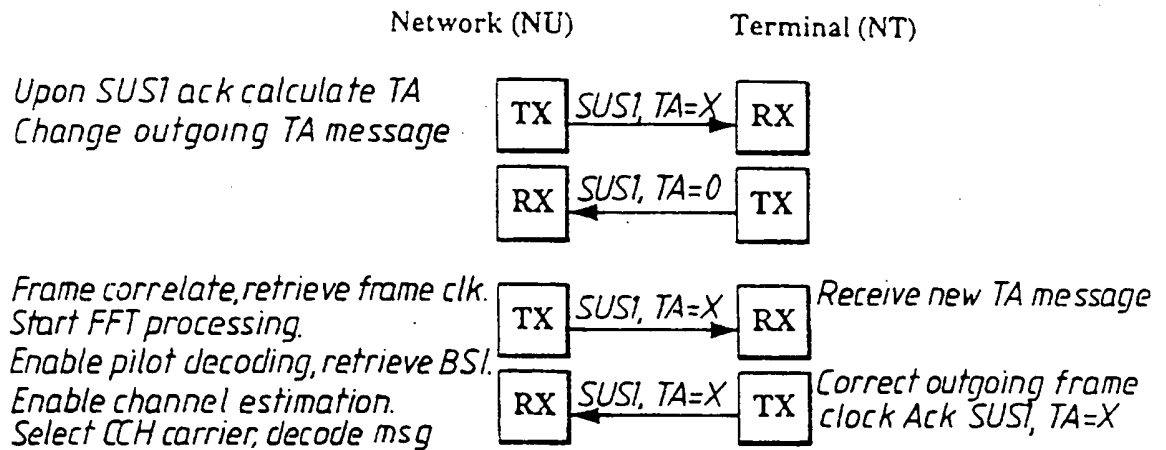 Network (NU) Terminal (NT)
Upon SUS1 ack calculate TA
Change outgoing TA message
TX SUS1, TA=X RX
RX SUS1, TA=0 TX
Frame correlate, retrieve frame clk.
Start FFT processing.
Enable pilot decoding, retrieve BSI.
Enable channel estimation.
Select CCH carrier, decode msg
TX SUS1, TA=X RX
Receive new TA message
RX SUS1, TA=X TX
Correct outgoing frame
clock Ack SUS1, TA=X